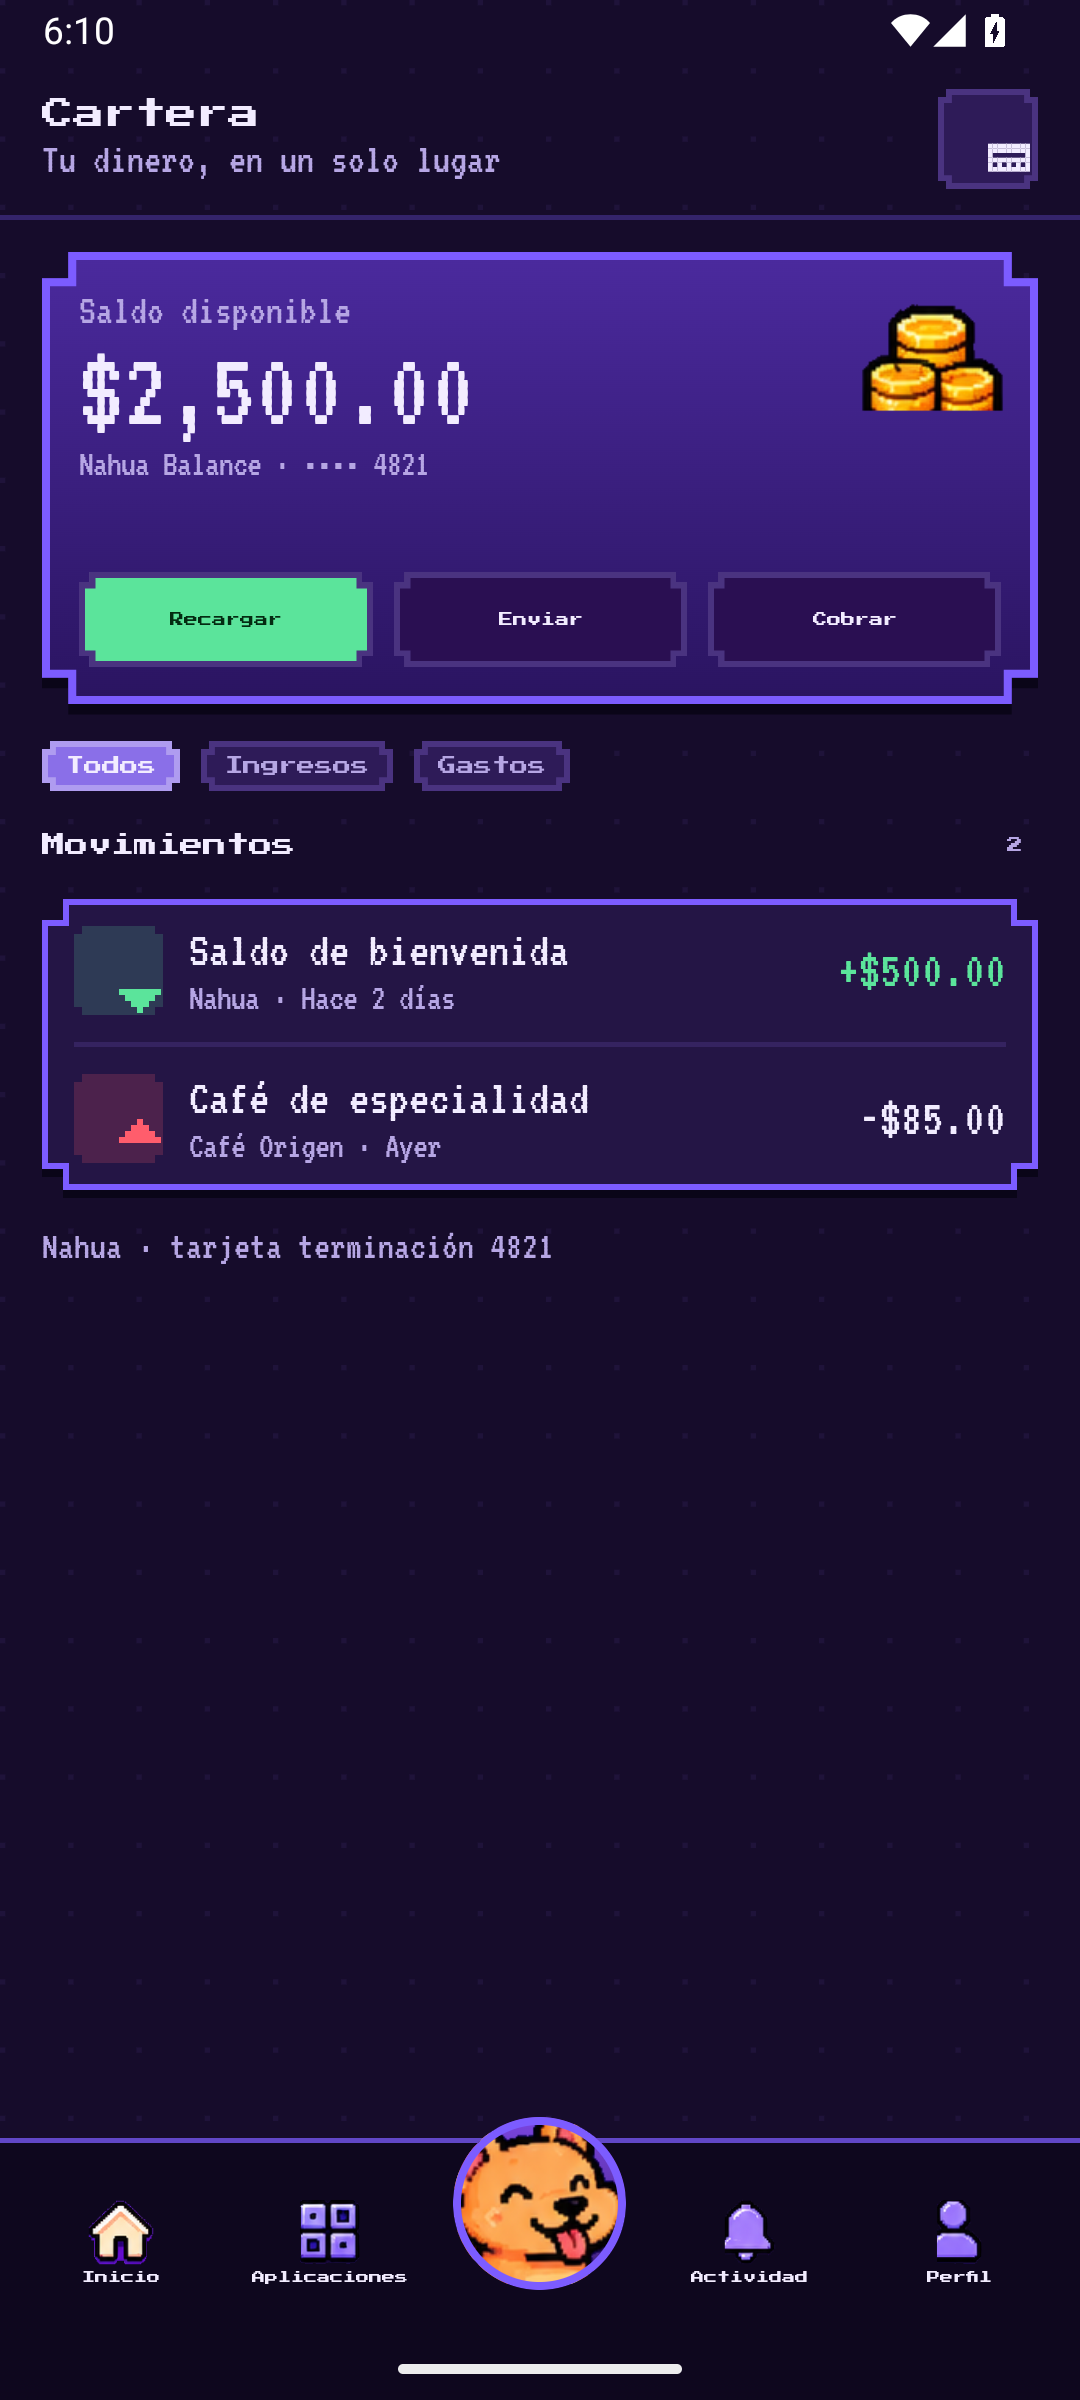 6:10
Cartera
Tu dinero, en un solo lugar
Saldo disponible
$2,500.00
Nahua Balance · ···· 4821
Recargar
Enviar
Cobrar
Todos
Ingresos
Gastos
Movimientos
2
Saldo de bienvenida
+$500.00
Nahua · Hace 2 días
Café de especialidad
-$85.00
Café Origen · Ayer
Nahua · tarjeta terminación 4821
Inicio
Aplicaciones
Actividad
Perfil